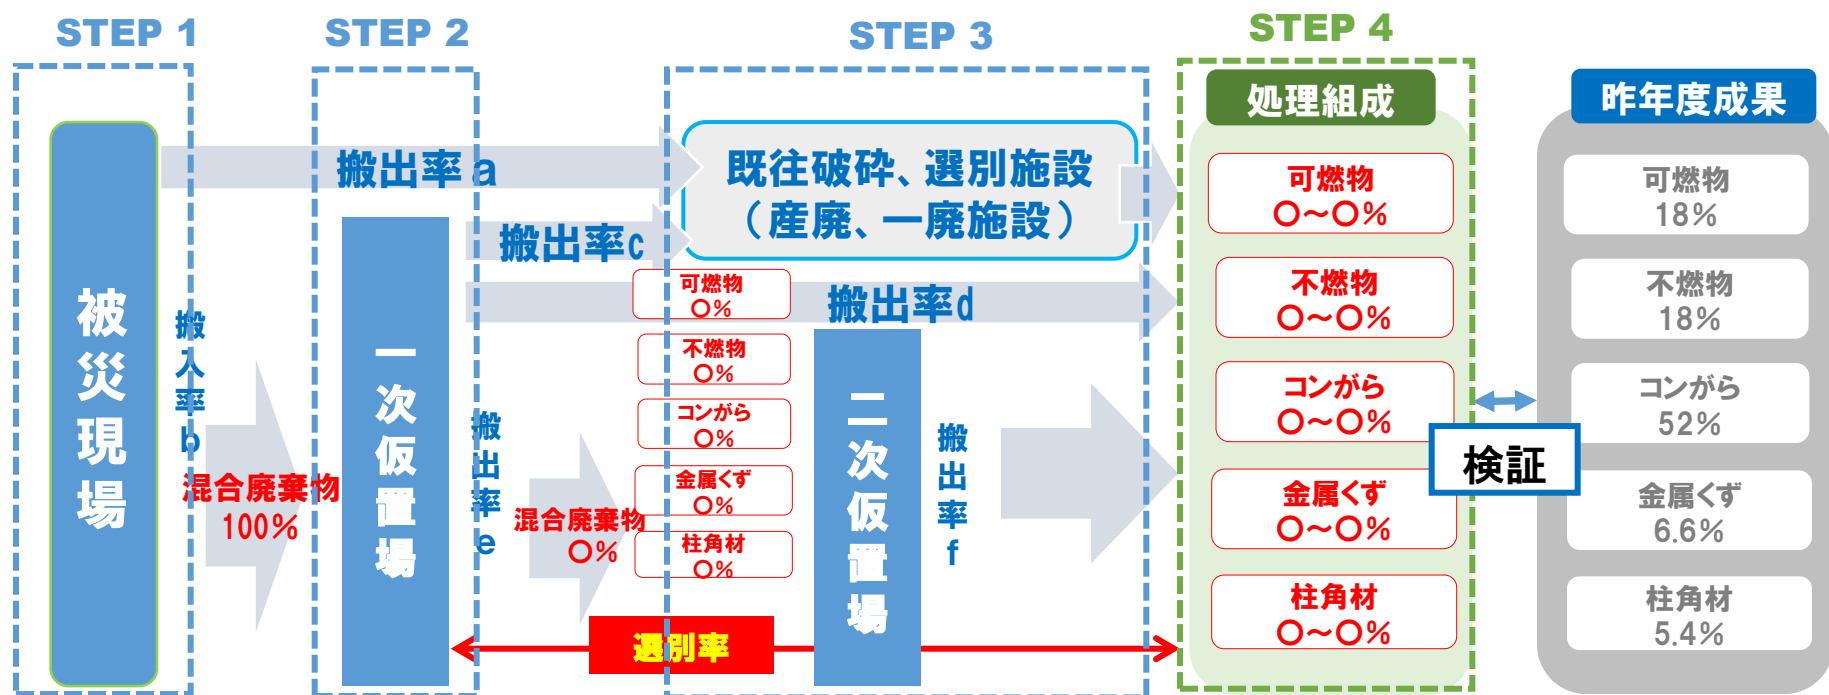 STEP 1
STEP 2
STEP 3
STEP 4
被災現場
搬入率b
混合廃棄物
100%
搬出率a
一次仮置場
搬出率c
搬出率d
搬出率e
混合廃棄物
〇%
既往破砕、選別施設
（産廃、一廃施設）
可燃物
〇%
不燃物
〇%
コンがら
〇%
金属くず
〇%
柱角材
〇%
二次仮置場
搬出率f
選別率
処理組成
可燃物
〇～〇%
不燃物
〇～〇%
コンがら
〇～〇%
金属くず
〇～〇%
柱角材
〇～〇%
検証
昨年度成果
可燃物
18%
不燃物
18%
コンがら
52%
金属くず
6.6%
柱角材
5.4%